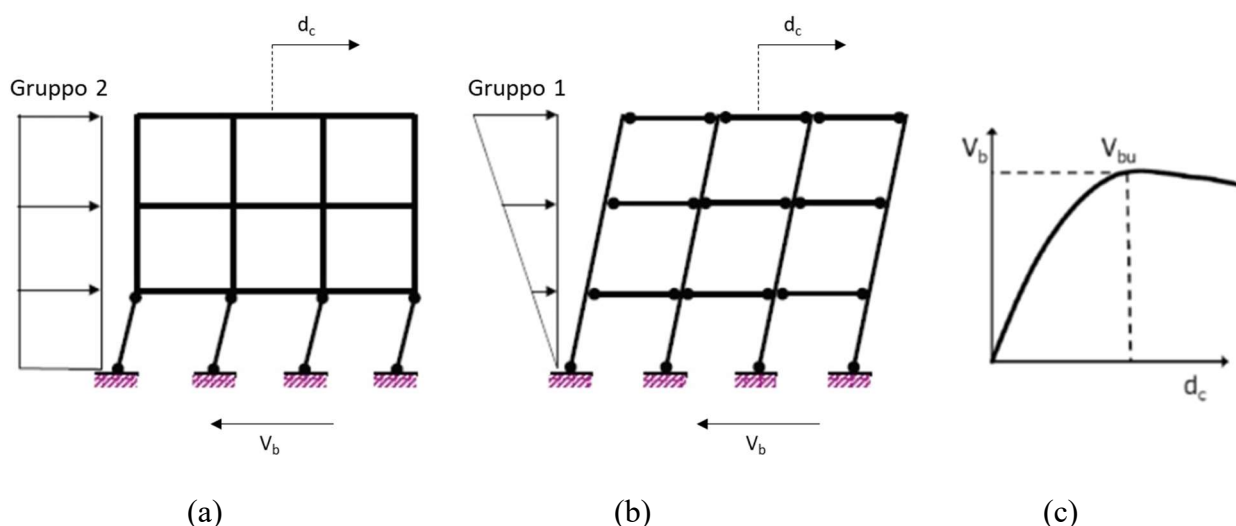 d_c
Gruppo 2
V_b
(a)
d_c
Gruppo 1
V_b
(b)
V_b
V_bu
d_c
(c)